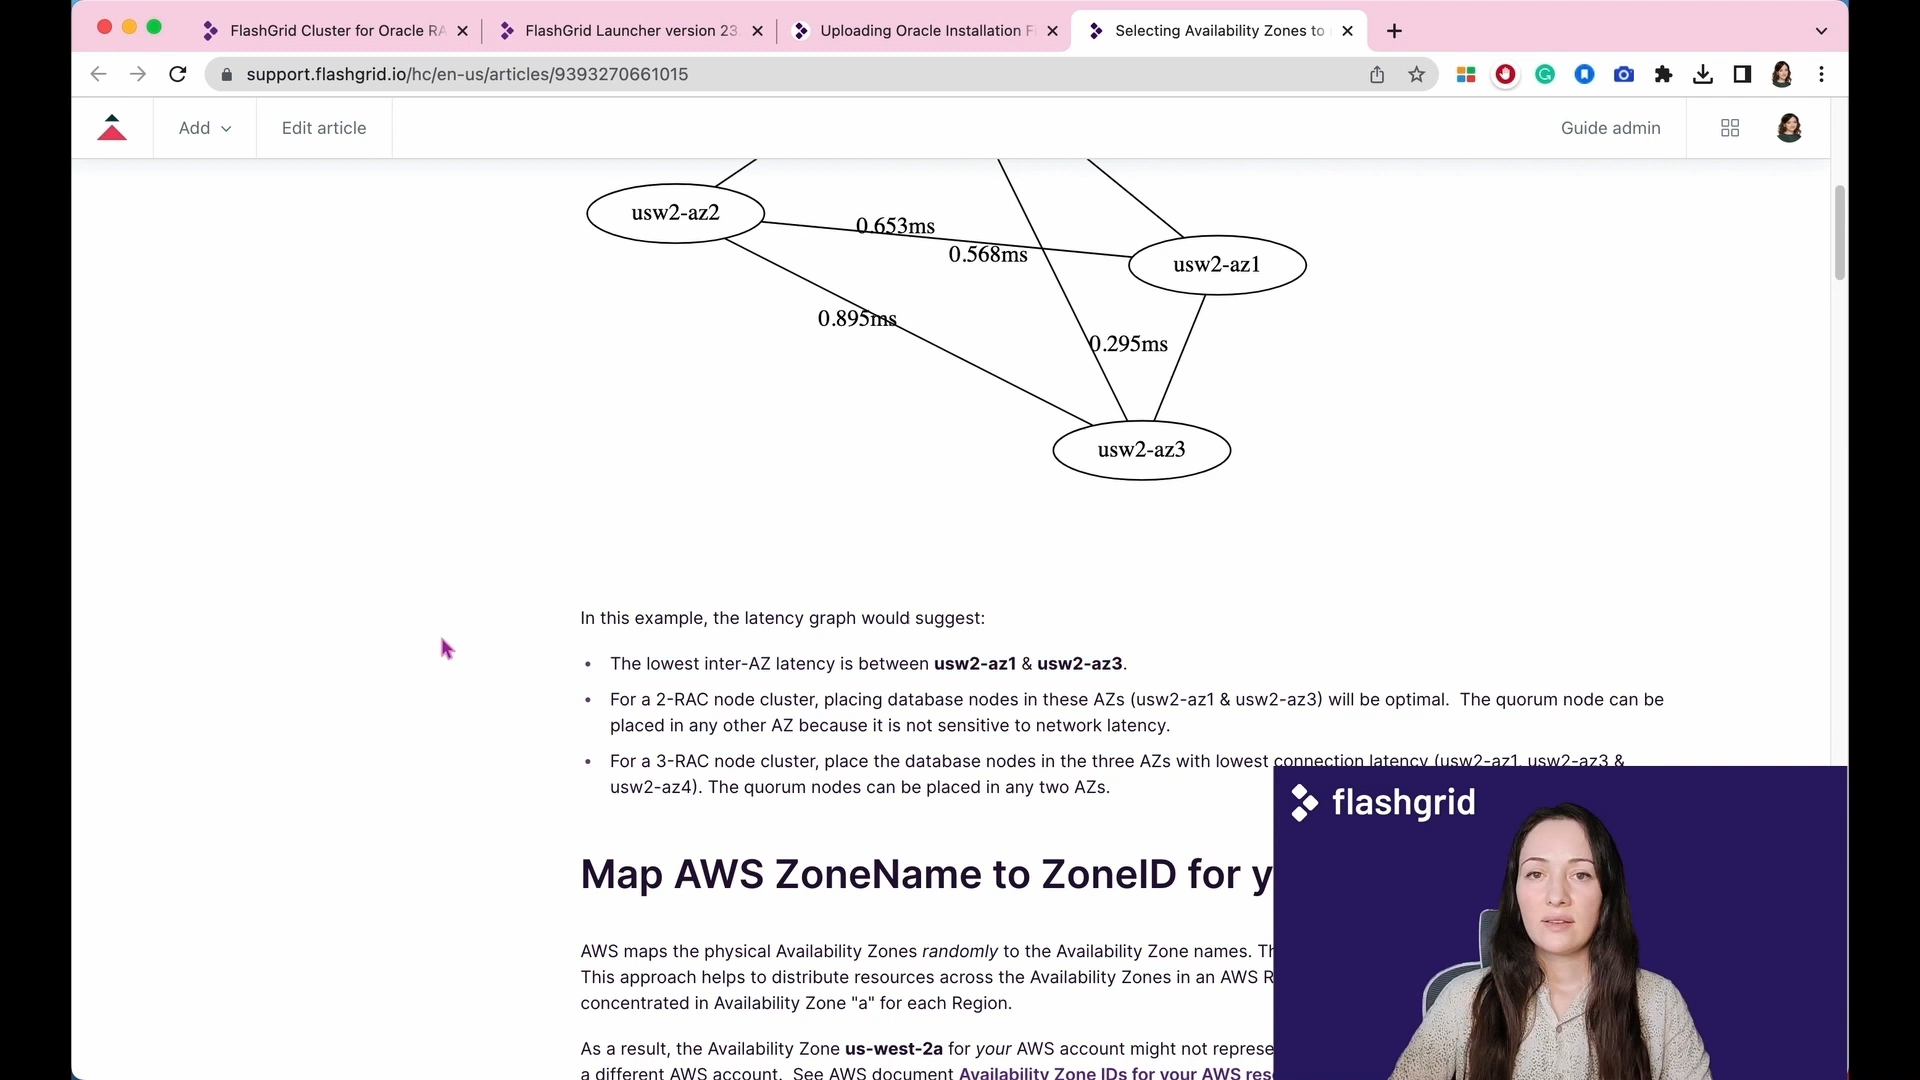 FlashGrid Cluster for Oracle RA
FlashGrid Launcher version 23.
Uploading Oracle Installation F
Selecting Availability Zones to
support.flashgrid.io/hc/en-us/articles/9393270661015
Add
Edit article
Guide admin
usw2-az2
0.653ms
0.568ms
usw2-az1
0.895ms
0.295ms
usw2-az3
In this example, the latency graph would suggest:
• The lowest inter-AZ latency is between usw2-az1 & usw2-az3.
• For a 2-RAC node cluster, placing database nodes in these AZs (usw2-az1 & usw2-az3) will be optimal. The quorum node can be
placed in any other AZ because it is not sensitive to network latency.
• For a 3-RAC node cluster, place the database nodes in the three AZs with lowest connection latency (usw2-az1, usw2-az3 &
usw2-az4). The quorum nodes can be placed in any two AZs.
flashgrid
Map AWS ZoneName to ZoneID for y
AWS maps the physical Availability Zones randomly to the Availability Zone names. Th
This approach helps to distribute resources across the Availability Zones in an AWS R
concentrated in Availability Zone "a" for each Region.
As a result, the Availability Zone us-west-2a for your AWS account might not represe
a different AWS account. See AWS document Availability Zone IDs for your AWS reso